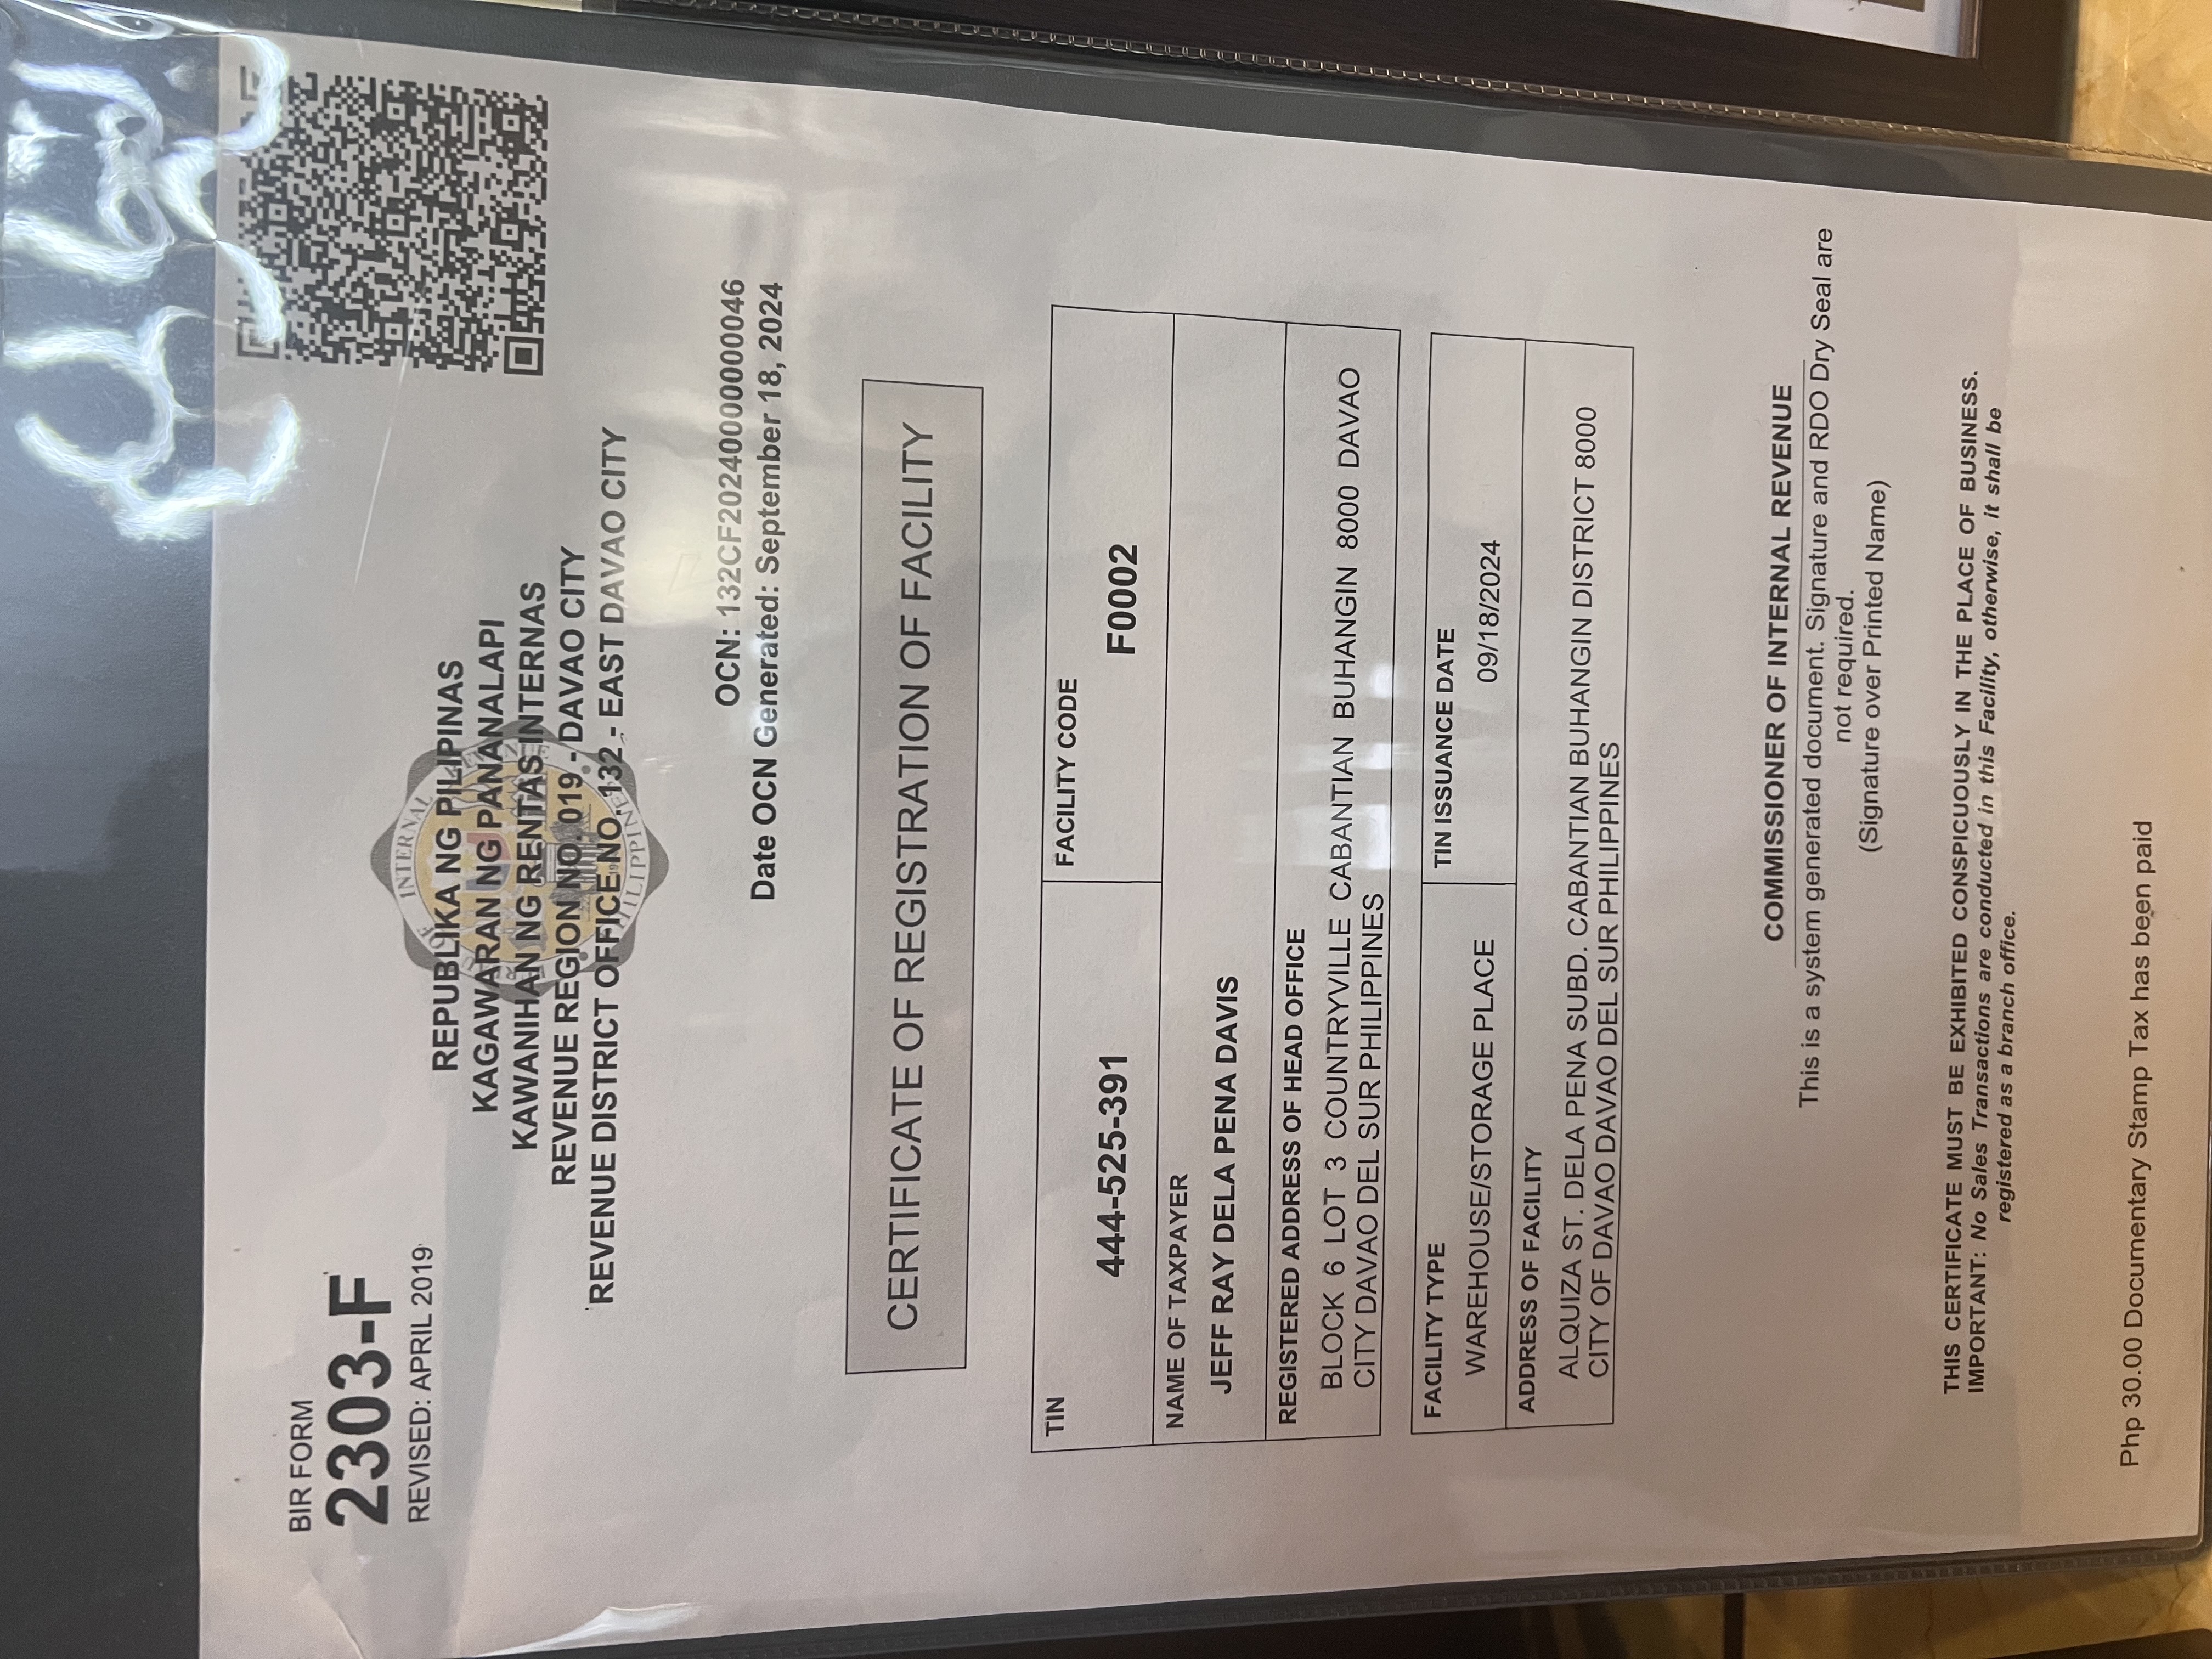 BIR FORM
2303-F
REVISED: APRIL 2019
REPUBLIKA NG PILIPINAS
KAGAWARAN NG PANANALAPI
KAWANIHAN NG RENTAS INTERNAS
REVENUE REGION NO. 019 - DAVAO CITY
REVENUE DISTRICT OFFICE NO. 132 - EAST DAVAO CITY
OCN: 132CF20240000000046
Date OCN Generated: September 18, 2024
CERTIFICATE OF REGISTRATION OF FACILITY
TIN
444-525-391
FACILITY CODE
F0002
NAME OF TAXPAYER
JEFF RAY DELA PENA DAVIS
REGISTERED ADDRESS OF HEAD OFFICE
BLOCK 6 LOT 3 COUNTRYVILLE CABANTIAN BUHANGIN 8000 DAVAO
CITY DAVAO DEL SUR PHILIPPINES
FACILITY TYPE
WAREHOUSE/STORAGE PLACE
TIN ISSUANCE DATE
09/18/2024
ADDRESS OF FACILITY
ALQUIZA ST. DELA PENA SUBD. CABANTIAN BUHANGIN DISTRICT 8000
CITY OF DAVAO DAVAO DEL SUR PHILIPPINES
COMMISSIONER OF INTERNAL REVENUE
This is a system generated document. Signature and RDO Dry Seal are
not required.
(Signature over Printed Name)
THIS CERTIFICATE MUST BE EXHIBITED CONSPICUOUSLY IN THE PLACE OF BUSINESS.
IMPORTANT: No Sales Transactions are conducted in this Facility, otherwise, it shall be
registered as a branch office.
Php 30.00 Documentary Stamp Tax has been paid